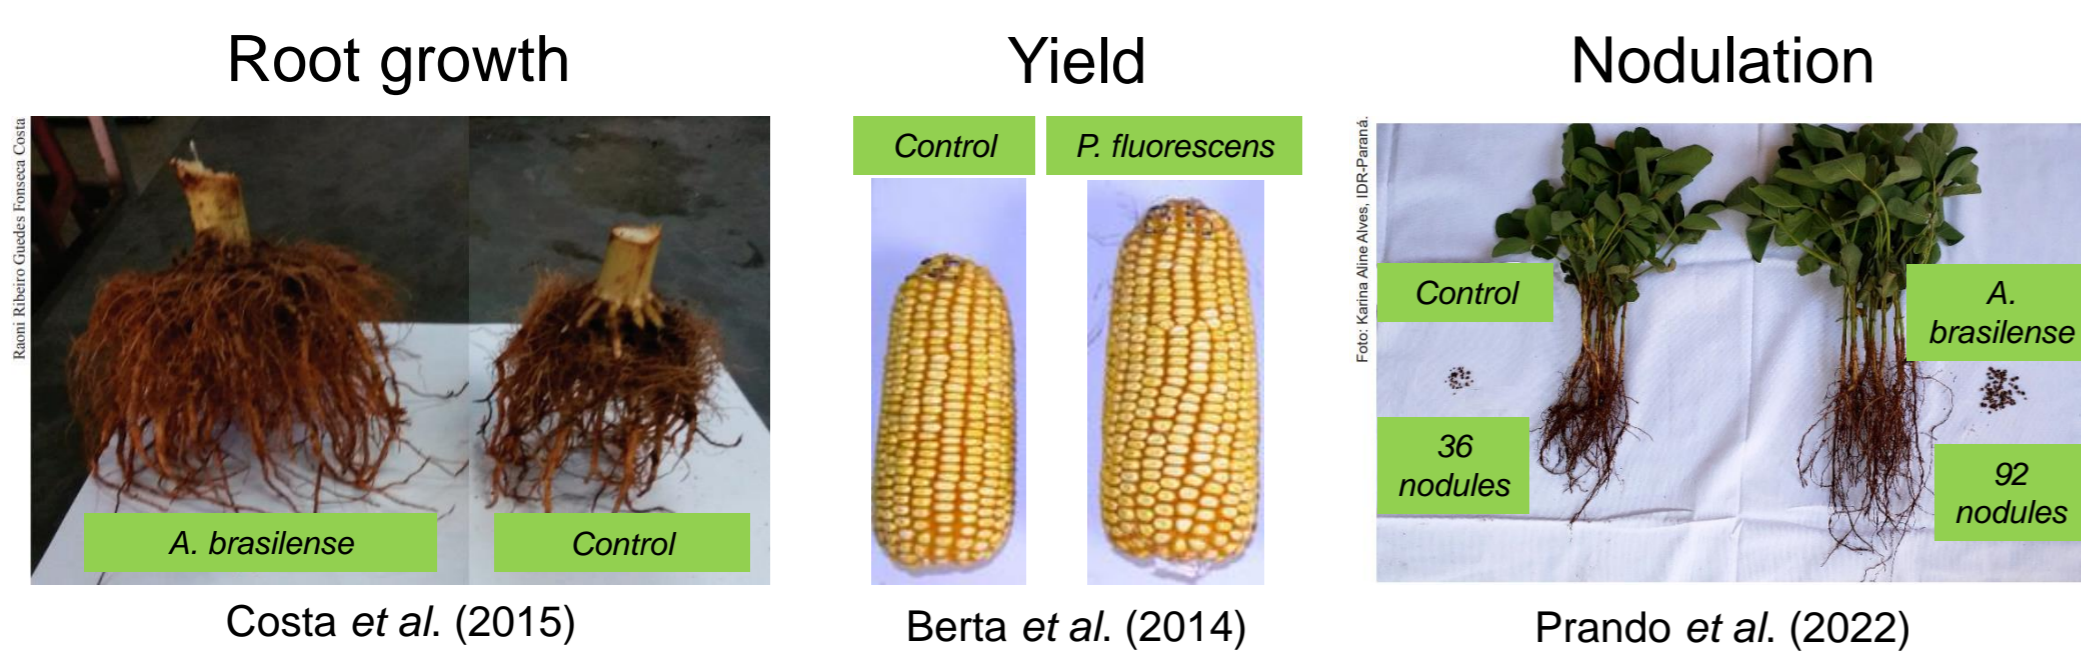 Root growth
Raoni Ribeiro Guedes Fonseca Costa
A. brasilense
Control
Costa et al. (2015)
Yield
Control
P. fluorescens
Berta et al. (2014)
Nodulation
Foto: Karina Aline Alves, IDR-Paraná.
Control
36
nodules
A.
brasilense
92
nodules
Prando et al. (2022)